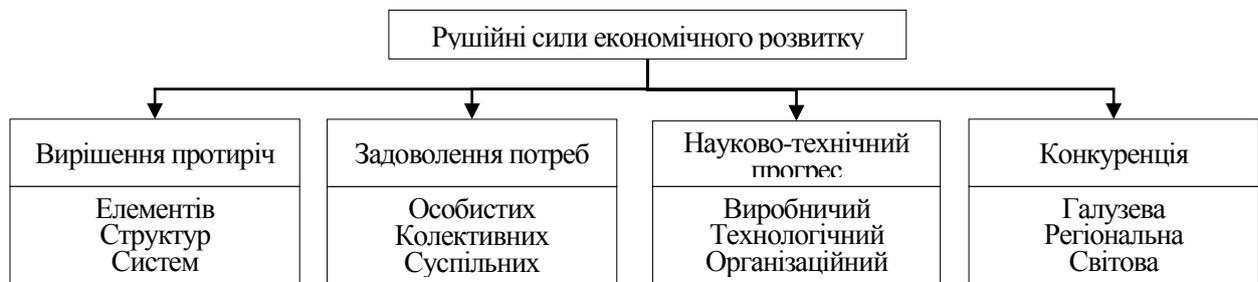 Рушійні сили економічного розвитку
Вирішення протиріч
Елементів
Структур
Систем
Задоволення потреб
Особистих
Колективних
Суспільних
Науково-технічний
прогрес
Виробничий
Технологічний
Організаційний
Конкуренція
Галузева
Регіональна
Світова